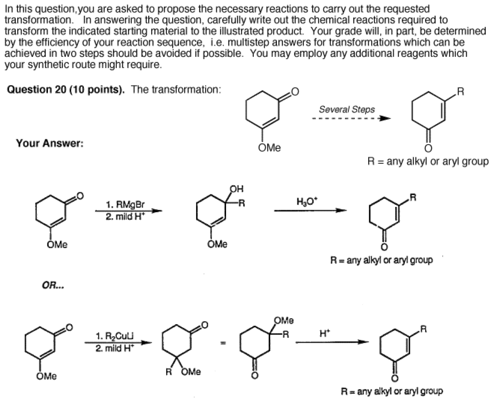 In this question,you are asked to propose the necessary reactions to carry out the requested
transformation. In answering the question, carefully write out the chemical reactions required to
transform the indicated starting material to the illustrated product. Your grade will, in part, be determined
by the efficiency of your reaction sequence, i.e. multistep answers for transformations which can be
achieved in two steps should be avoided if possible. You may employ any additional reagents which
your synthetic route might require.
Question 20 (10 points). The transformation:
O
OMe
Several Steps
R
O
R = any alkyl or aryl group
Your Answer:
O
OMe
1. RMgBr
2. mild H+
OH
R
OMe
H3O+
R
O
R = any alkyl or aryl group
OR...
O
OMe
1. R2CuLi
2. mild H+
O
R OMe
=
OMe
R
O
H+
R
O
R = any alkyl or aryl group